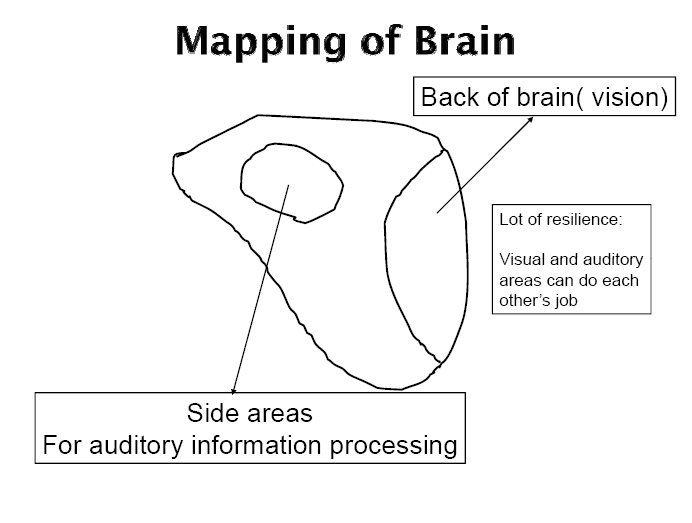 Mapping of Brain
Back of brain( vision)
Lot of resilience:
Visual and auditory
areas can do each
other's job
Side areas
For auditory information processing